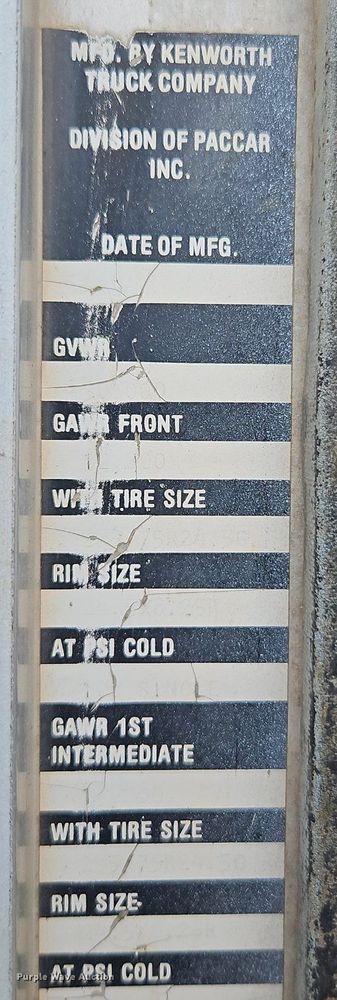 MFG. BY KENWORTH
TRUCK COMPANY
DIVISION OF PACCAR
INC.
DATE OF MFG.
GVWR
GAWR FRONT
WITH TIRE SIZE
RIM SIZE
AT PSI COLD
GAWR 1ST
INTERMEDIATE
WITH TIRE SIZE
RIM SIZE
AT PSI COLD
Purple Wave Auction